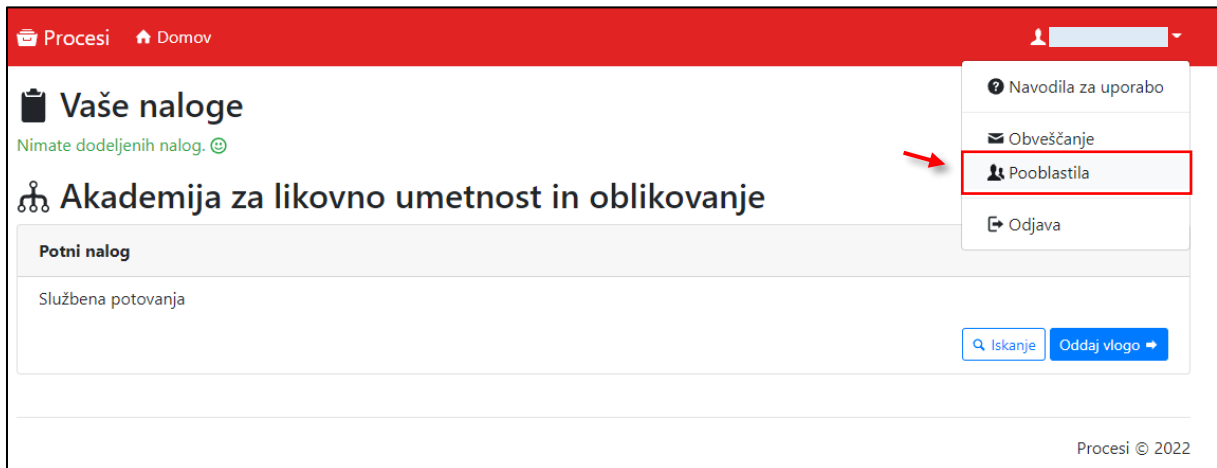 Procesi Domov
Navodila za uporabo
Obveščanje
Pooblastila
Odjava
Vaše naloge
Nimate dodeljenih nalog.
Akademija za likovno umetnost in oblikovanje
Potni nalog
Službena potovanja
Iskanje Oddaj vlogo
Procesi © 2022